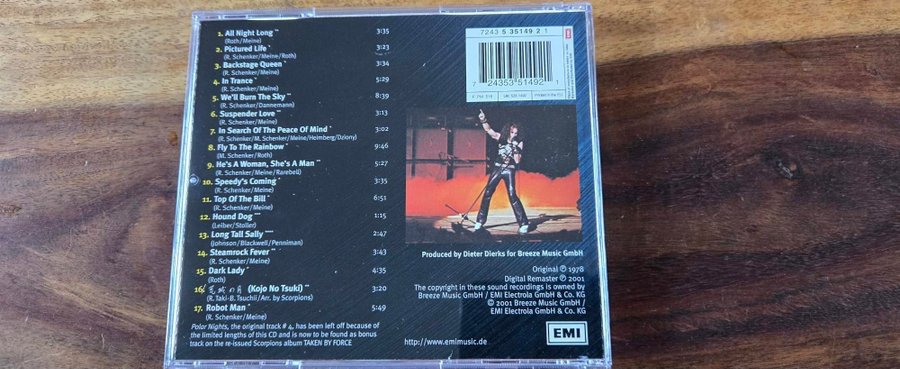 1. All Night Long ** 3:35
(Roth/Meine)
2. Pictured Life * 3:23
(R. Schenker/Meine/Roth)
3. Backstage Queen * 3:34
(R. Schenker/Meine)
4. In Trance * 5:29
(R. Schenker/Meine)
5. We'll Burn The Sky ** 8:39
(R. Schenker/Dannemann)
6. Suspender Love ** 3:13
(R. Schenker/Meine)
7. In Search Of The Peace Of Mind * 3:02
(R. Schenker/M. Schenker/Meine/Heimberg/Dziony)
8. Fly To The Rainbow * 9:46
(M. Schenker/Roth)
9. He's A Woman, She's A Man ** 5:27
(R. Schenker/Meine/Rarebell)
10. Speedy's Coming * 3:35
(R. Schenker/Meine)
11. Top Of The Bill * 6:51
(R. Schenker/Meine)
12. Hound Dog *** 1:15
(Leiber/Stoller)
13. Long Tall Sally **** 2:47
(Johnson/Blackwell/Penniman)
14. Steamrock Fever ** 3:43
(R. Schenker/Meine)
15. Dark Lady * 4:35
(Roth)
16. 荒城の月 (Kojo No Tsuki) ** 3:20
(R. Taki-B. Tsuchii/Arr. by Scorpions)
17. Robot Man * 5:49
(R. Schenker/Meine)
Polar Nights, the original track # 4, has been left off because of
the limited lengths of this CD and is now to be found as bonus
track on the re-issued Scorpions album TAKEN BY FORCE
7243 5 35149 2 1
7 24353 51492 1
EMI
Produced by Dieter Dierks for Breeze Music GmbH
Original ℗ 1978
Digital Remaster ℗ 2001
The copyright in these sound recordings is owned by
Breeze Music GmbH / EMI Electrola GmbH & Co. KG
© 2001 Breeze Music GmbH /
EMI Electrola GmbH & Co. KG
http://www.emimusic.de
EMI